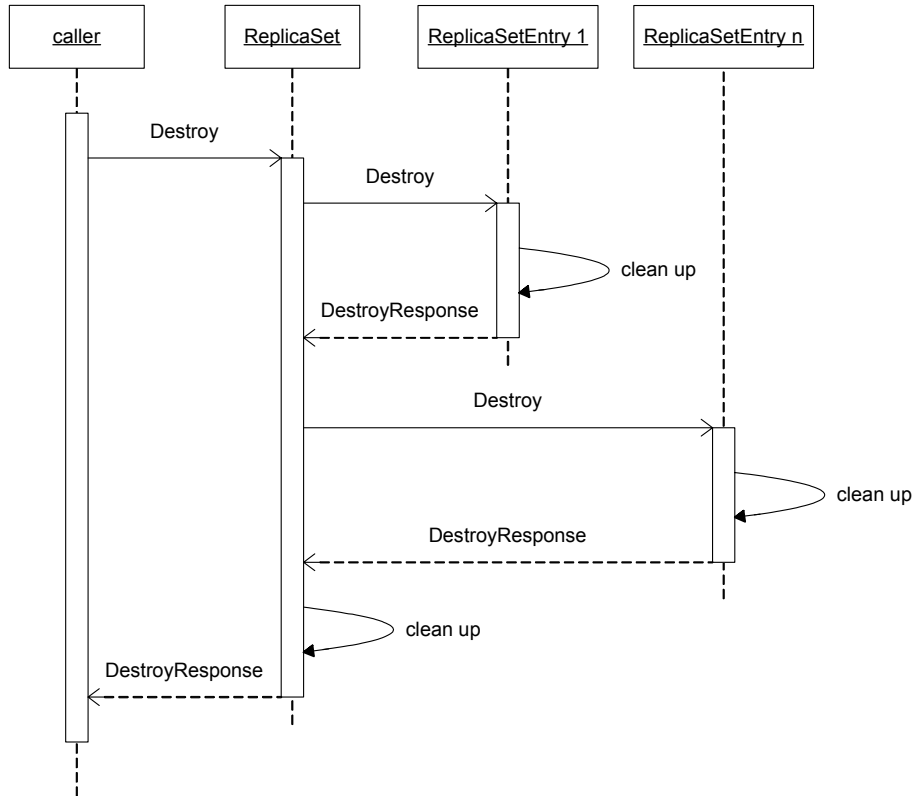 caller
ReplicaSet
ReplicaSetEntry 1
ReplicaSetEntry n
Destroy
Destroy
clean up
DestroyResponse
Destroy
clean up
DestroyResponse
clean up
DestroyResponse